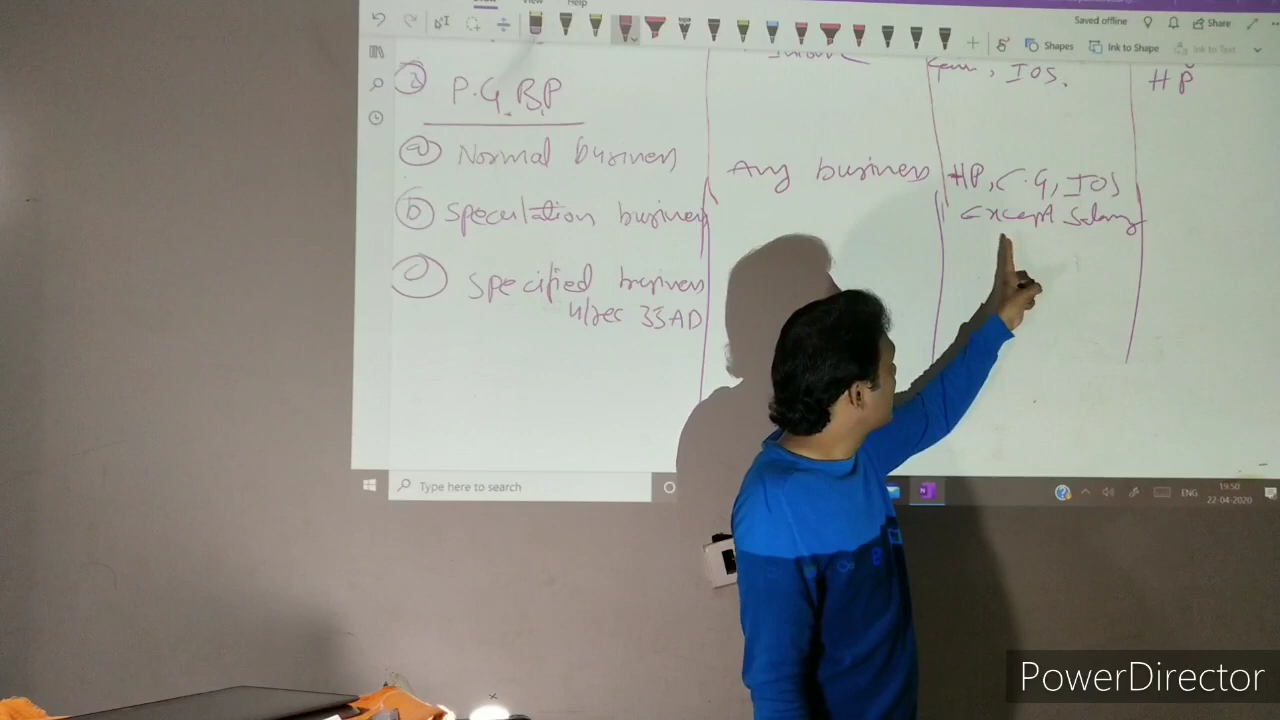 View Help
Saved offline Share
Shapes Ink to Shape Ink to Text
IOS. HP
P.G.B.P
(a) Normal business Any business HP, C.G, IOS
Except Salary
(b) Speculation business
(c) Specified business
u/sec 35AD
Type here to search
ENG 19:50
22-04-2020
PowerDirector